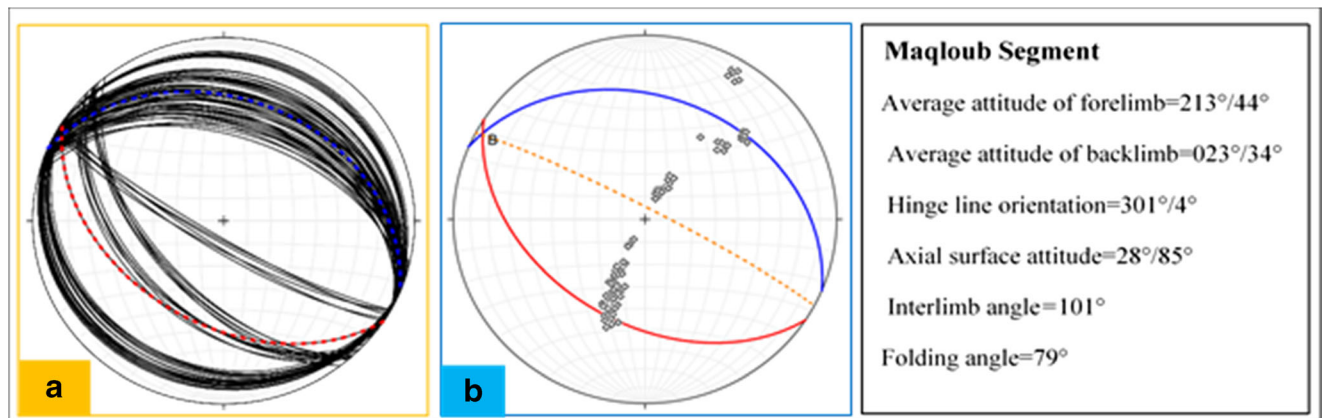 a
B
b
Maqloub Segment
Average attitude of forelimb=213°/44°
Average attitude of backlimb=023°/34°
Hinge line orientation=301°/4°
Axial surface attitude=28°/85°
Interlimb angle=101°
Folding angle=79°